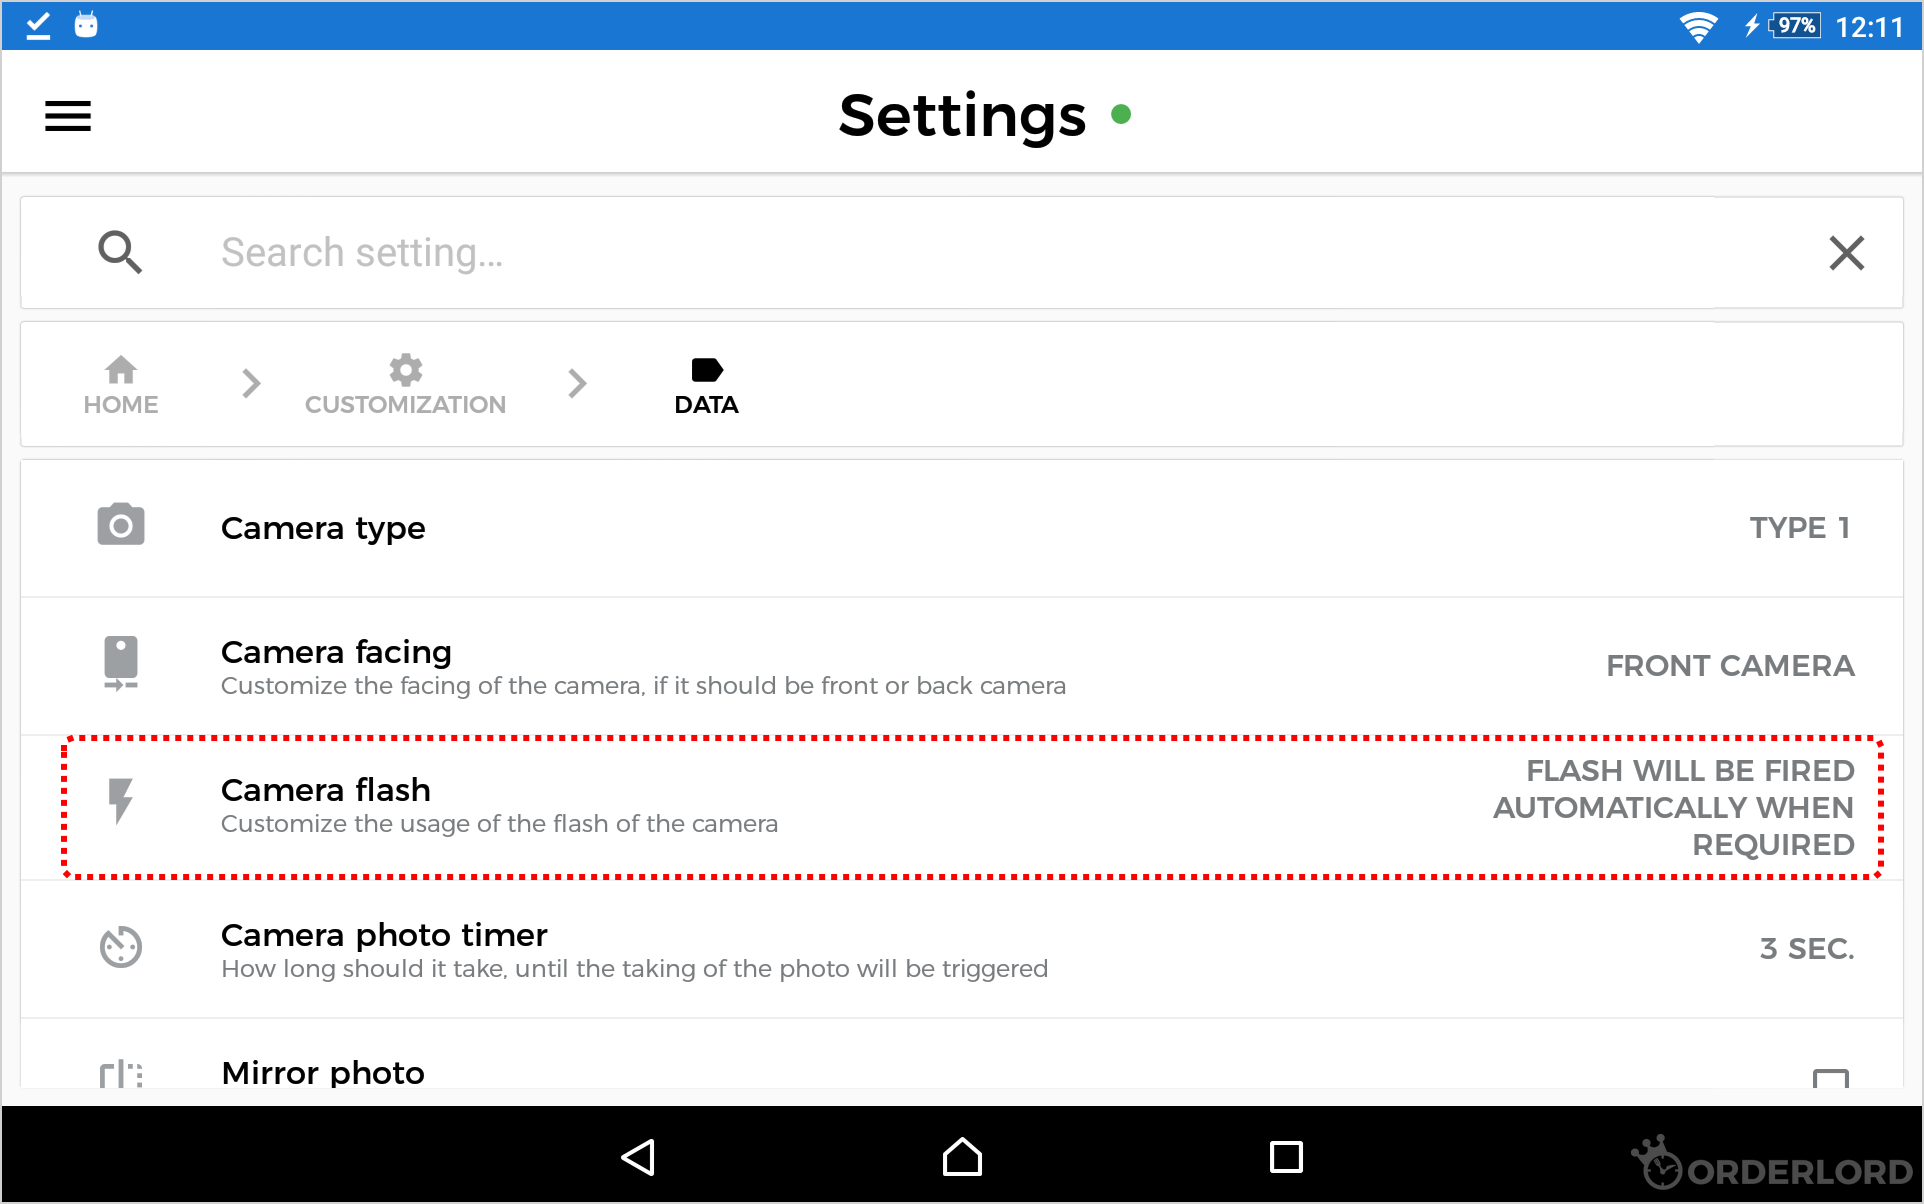 97% 12:11
Settings
Search setting...
HOME CUSTOMIZATION DATA
Camera type TYPE 1
Camera facing
Customize the facing of the camera, if it should be front or back camera
FRONT CAMERA
Camera flash
Customize the usage of the flash of the camera
FLASH WILL BE FIRED
AUTOMATICALLY WHEN
REQUIRED
Camera photo timer
How long should it take, until the taking of the photo will be triggered
3 SEC.
Mirror photo
ORDERLORD